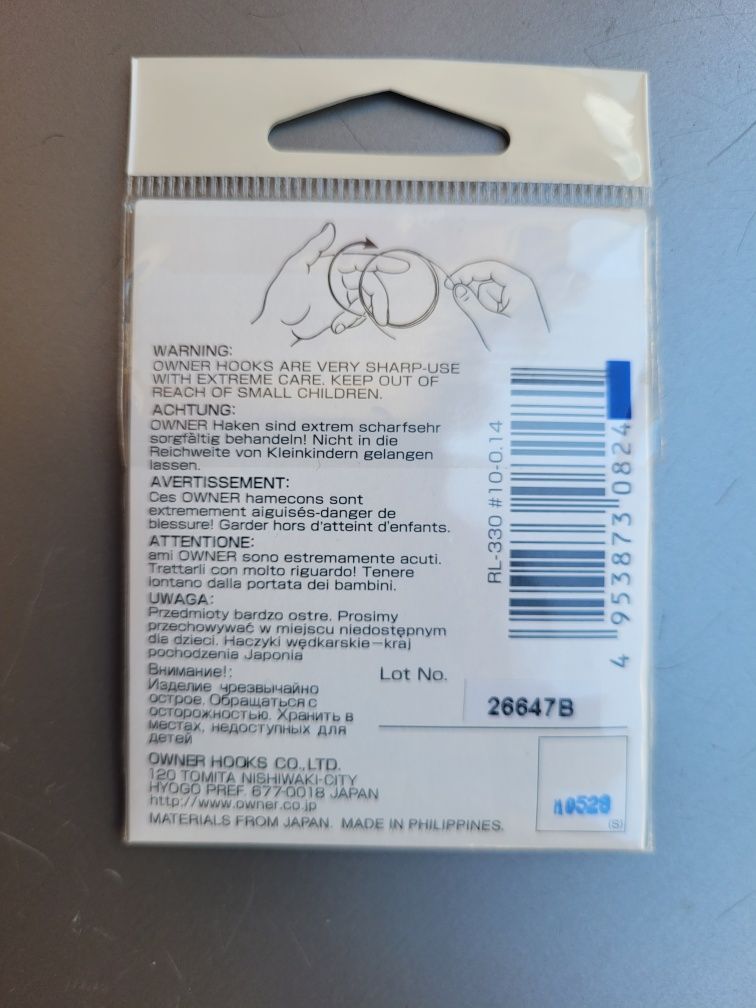 WARNING:
OWNER HOOKS ARE VERY SHARP-USE
WITH EXTREME CARE. KEEP OUT OF
REACH OF SMALL CHILDREN.
ACHTUNG:
OWNER Haken sind extrem scharfsehr
sorgfältig behandeln! Nicht in die
Reichweite von Kleinkindern gelangen
lassen.
AVERTISSEMENT:
Ces OWNER hamecons sont
extremement aiguisés-danger de
blessure! Garder hors d'atteint d'enfants.
ATTENTIONE:
ami OWNER sono estremamente acuti.
Trattarli con molto riguardo! Tenere
lontano dalla portata dei bambini.
UWAGA:
Przedmioty bardzo ostre. Prosimy
przechowywać w miejscu niedostępnym
dla dzieci. Haczyki wędkarskie-kraj
pochodzenia Japonia
Внимание!:
Изделие чрезвычайно
острое. Обращаться с
осторожностью. Хранить в
местах, недоступных для
детей
OWNER HOOKS CO.,LTD.
120 TOMITA NISHIWAKI-CITY
HYOGO PREF. 677-0018 JAPAN
http://www.owner.co.jp
MATERIALS FROM JAPAN. MADE IN PHILIPPINES.
RL-330 #10-0.14
4 953873 0824
Lot No.
26647B
(S)